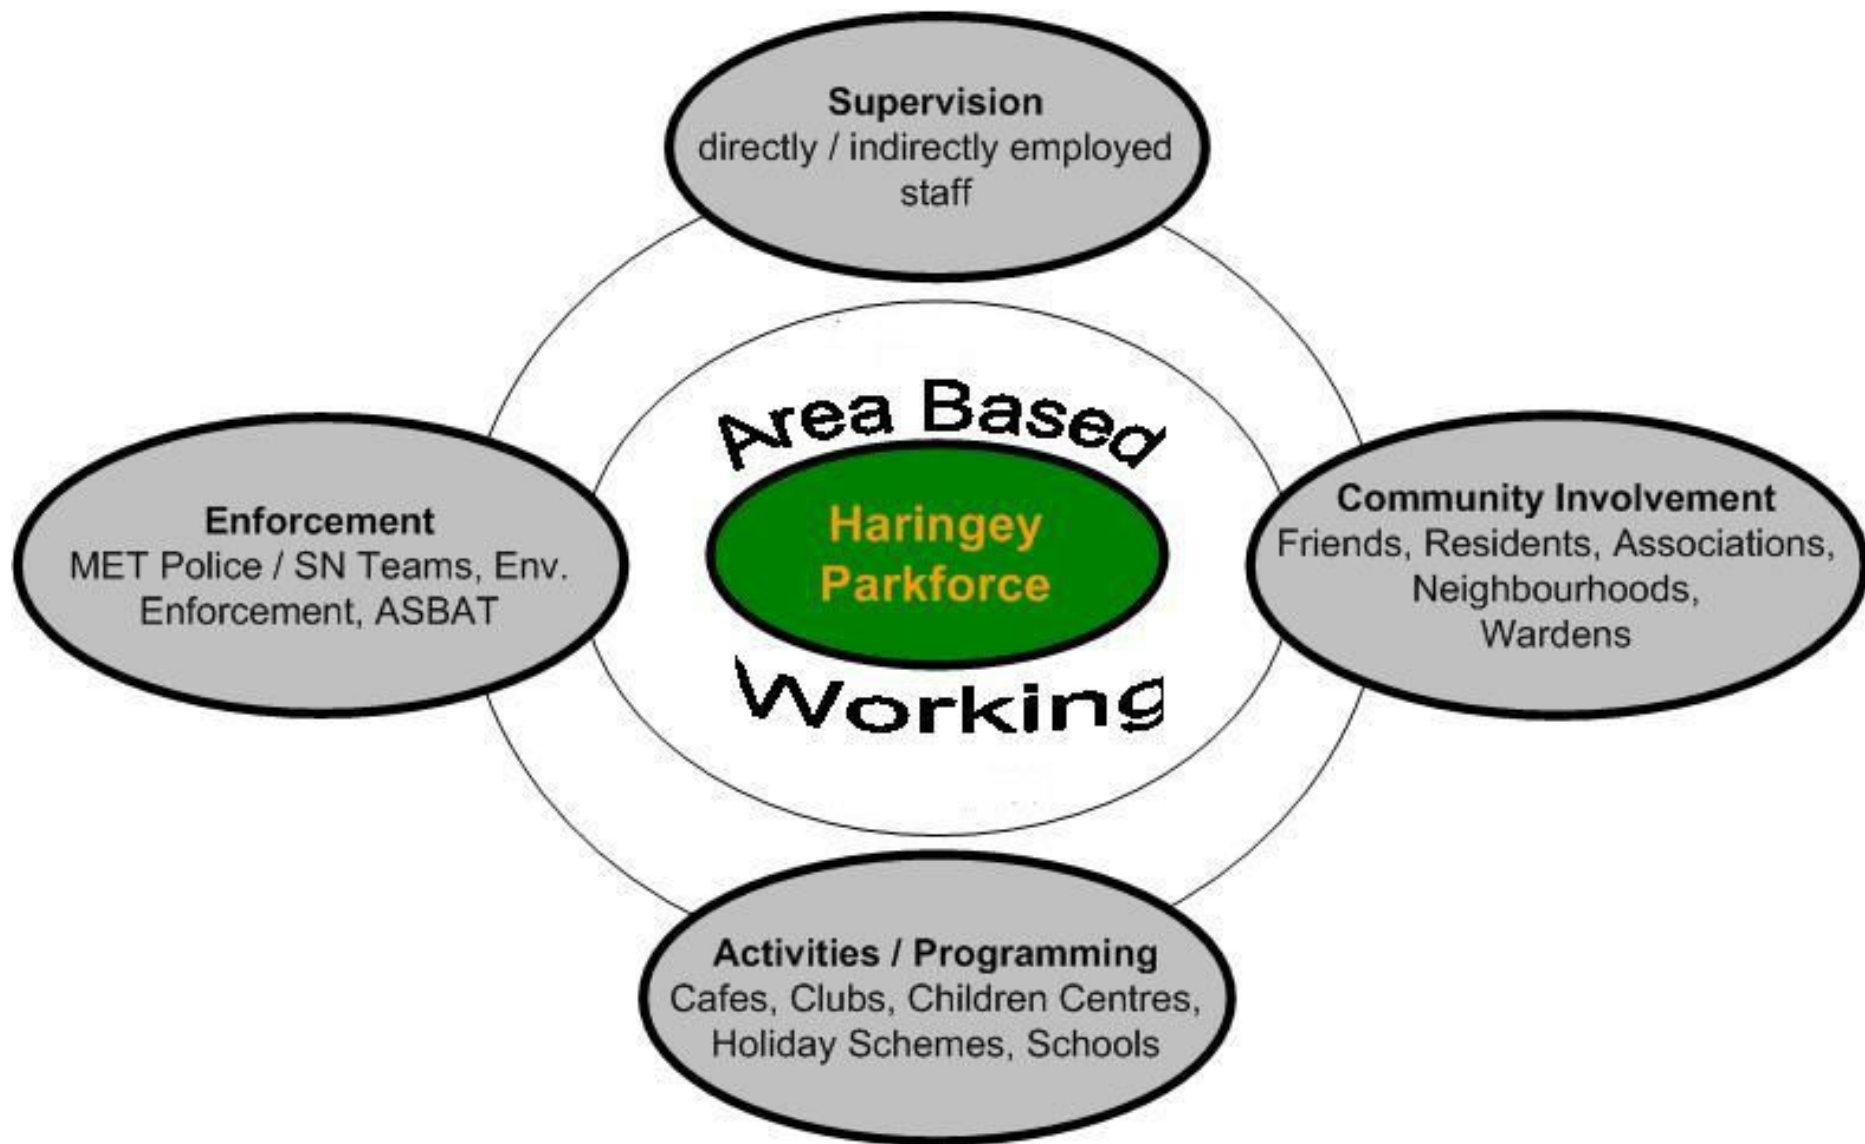 Supervision
directly / indirectly employed
staff
Area Based
Haringey
Parkforce
Working
Enforcement
MET Police / SN Teams, Env.
Enforcement, ASBAT
Community Involvement
Friends, Residents, Associations,
Neighbourhoods,
Wardens
Activities / Programming
Cafes, Clubs, Children Centres,
Holiday Schemes, Schools